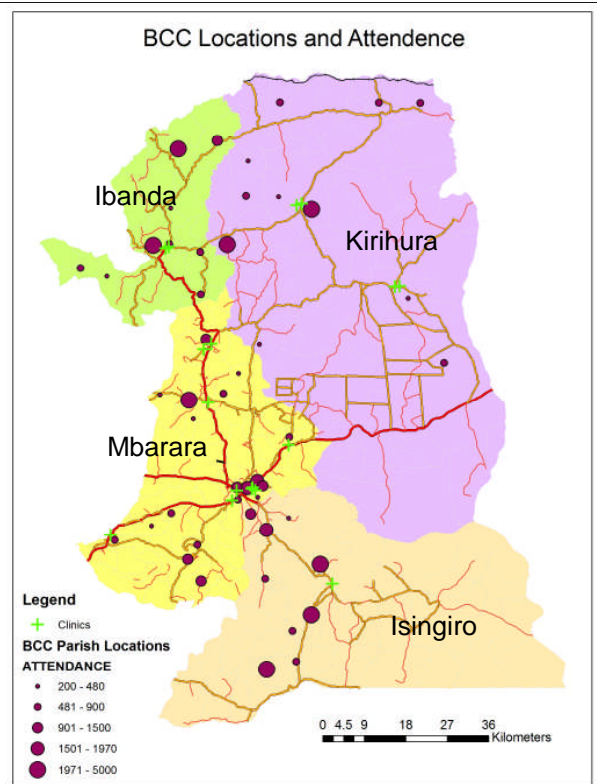 BCC Locations and Attendence
Ibanda
Kirihura
Mbarara
Isingiro
Legend
Clinics
BCC Parish Locations
ATTENDANCE
200 - 480
481 - 900
901 - 1500
1501 - 1970
1971 - 5000
0 4.5 9 18 27 36
Kilometers